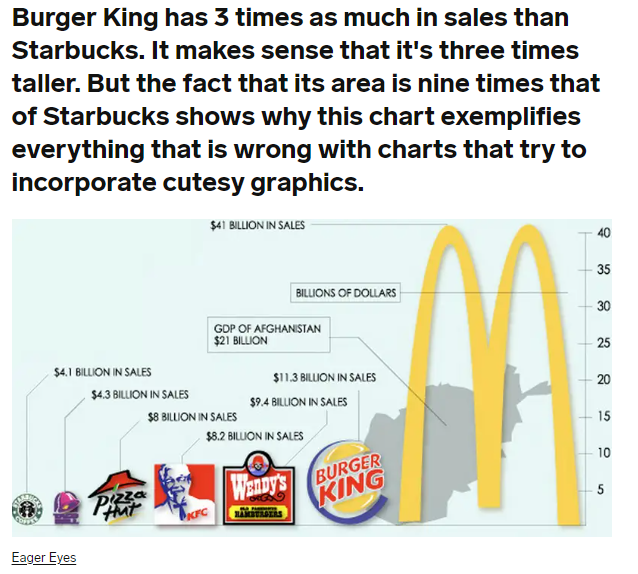 Burger King has 3 times as much in sales than
Starbucks. It makes sense that it's three times
taller. But the fact that its area is nine times that
of Starbucks shows why this chart exemplifies
everything that is wrong with charts that try to
incorporate cutesy graphics.
$41 BILLION IN SALES
40
35
BILLIONS OF DOLLARS
30
GDP OF AFGHANISTAN
$21 BILLION
25
$4.1 BILLION IN SALES
$11.3 BILLION IN SALES
20
$4.3 BILLION IN SALES
$9.4 BILLION IN SALES
$8 BILLION IN SALES
15
$8.2 BILLION IN SALES
10
5
Pizza
Hut
KFC
Wendy's
OLD FASHIONED
HAMBURGERS
BURGER
KING
Eager Eyes